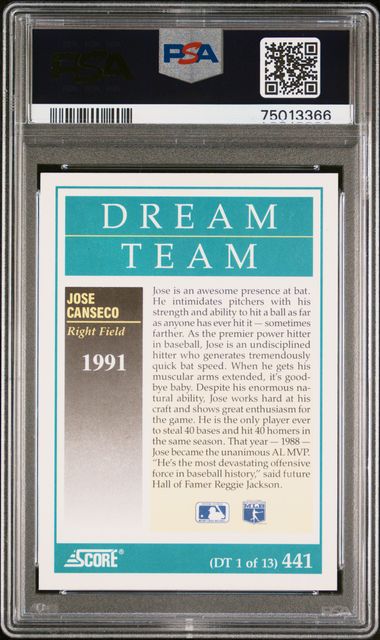 PSA
PSA
75013366
DREAM
TEAM
JOSE
CANSECO
Right Field
1991
Jose is an awesome presence at bat.
He intimidates pitchers with his
strength and ability to hit a ball as far
as anyone has ever hit it — sometimes
farther. As the premier power hitter
in baseball, Jose is an undisciplined
hitter who generates tremendously
quick bat speed. When he gets his
muscular arms extended, it's good-
bye baby. Despite his enormous na-
tural ability, Jose works hard at his
craft and shows great enthusiasm for
the game. He is the only player ever
to steal 40 bases and hit 40 homers in
the same season. That year — 1988 —
Jose became the unanimous AL MVP.
"He's the most devastating offensive
force in baseball history," said future
Hall of Famer Reggie Jackson.
MLB
SCORE®
(DT 1 of 13) 441
PSA